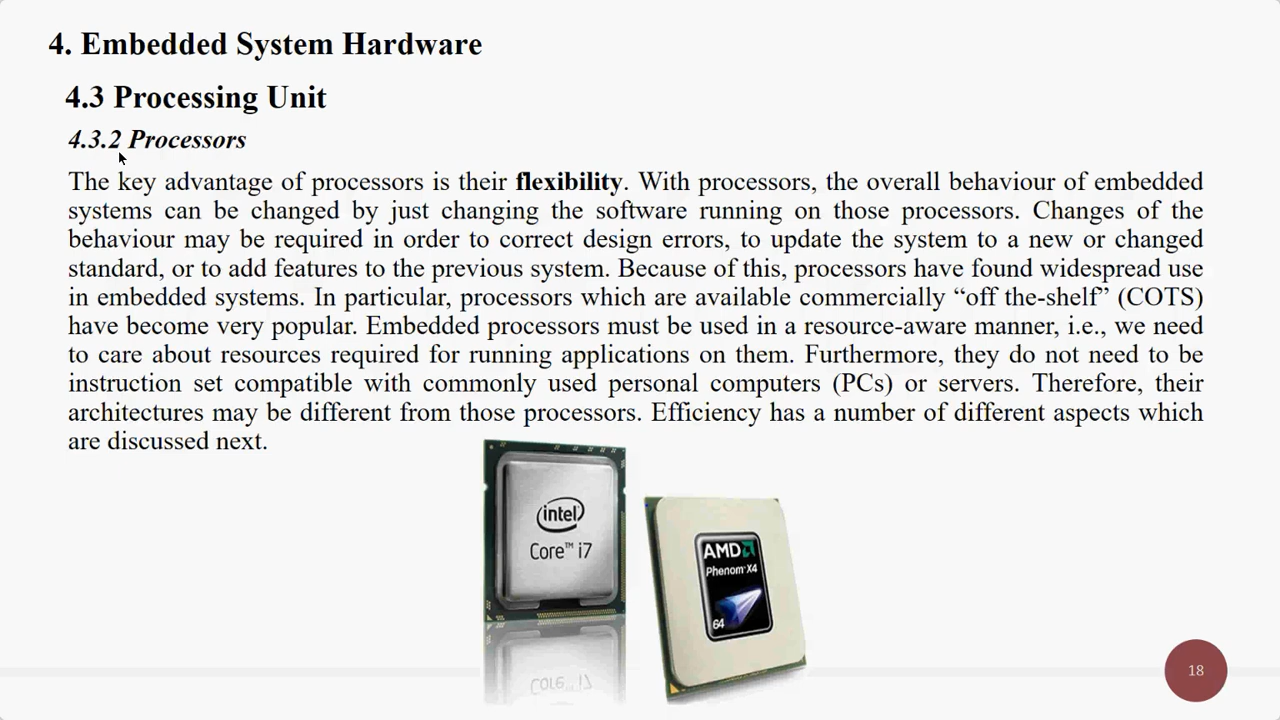 4. Embedded System Hardware
4.3 Processing Unit
4.3.2 Processors
The key advantage of processors is their flexibility. With processors, the overall behaviour of embedded
systems can be changed by just changing the software running on those processors. Changes of the
behaviour may be required in order to correct design errors, to update the system to a new or changed
standard, or to add features to the previous system. Because of this, processors have found widespread use
in embedded systems. In particular, processors which are available commercially “off the-shelf” (COTS)
have become very popular. Embedded processors must be used in a resource-aware manner, i.e., we need
to care about resources required for running applications on them. Furthermore, they do not need to be
instruction set compatible with commonly used personal computers (PCs) or servers. Therefore, their
architectures may be different from those processors. Efficiency has a number of different aspects which
are discussed next.
intel
Core™ i7
AMD
Phenom X4
64
18